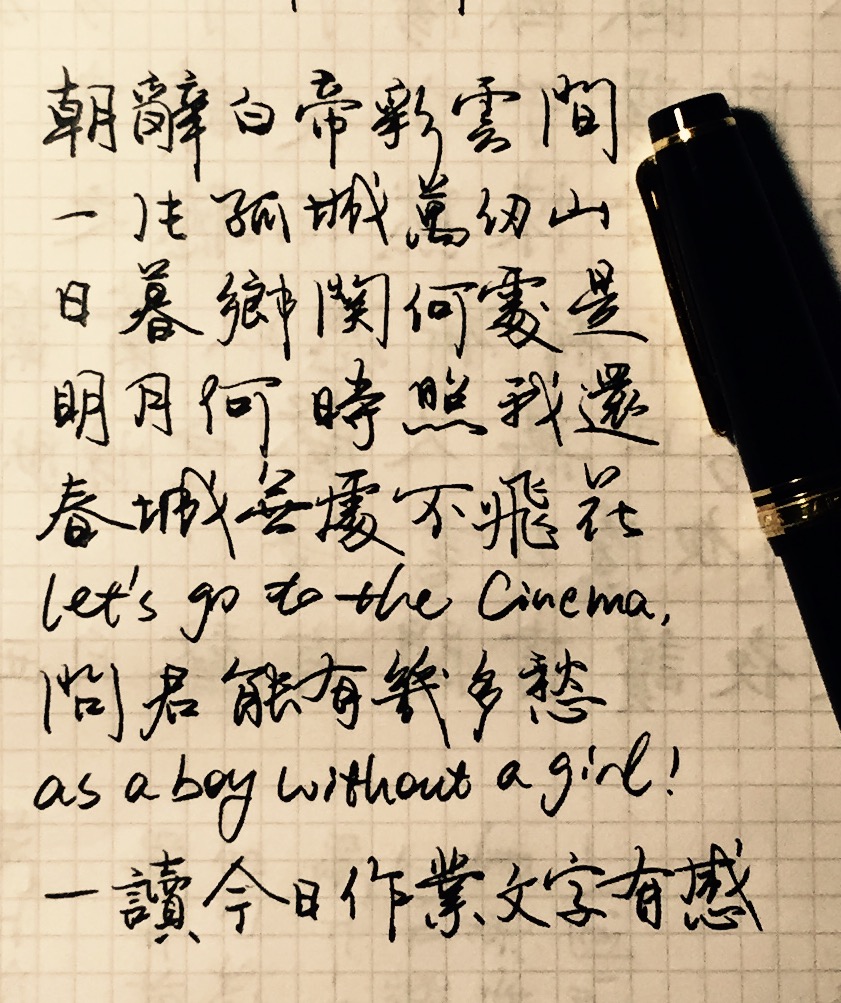 朝辭白帝彩雲間
一片孤城萬仞山
日暮鄉關何處是
明月何時照我還
春城無處不飛花
let's go to the cinema,
問君能有幾多愁
as a boy without a girl!
一讀今日作業文字有感